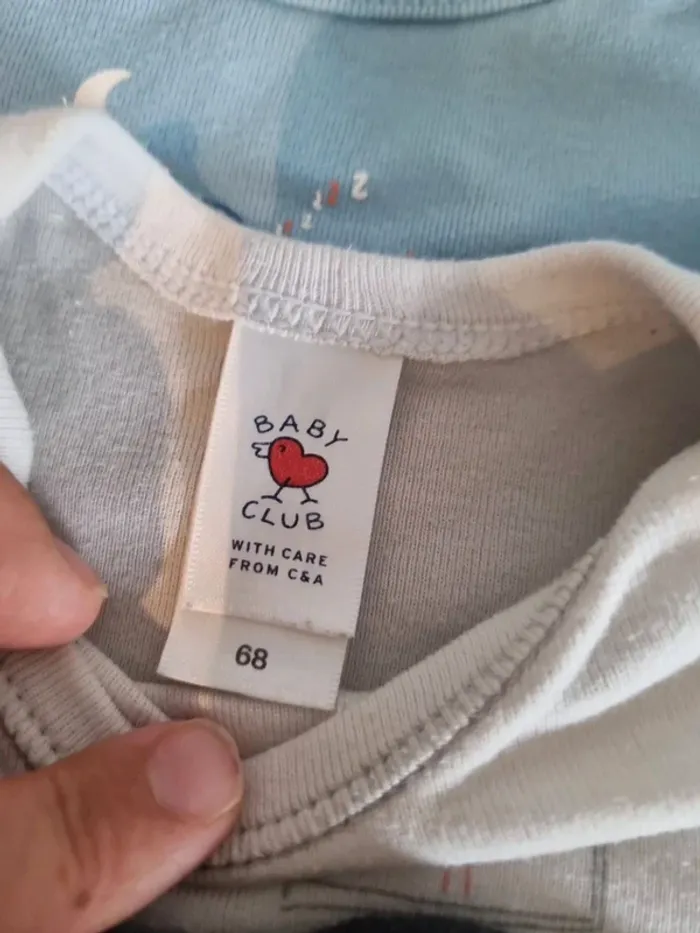 z z z z
BABY
CLUB
WITH CARE
FROM C&A
68